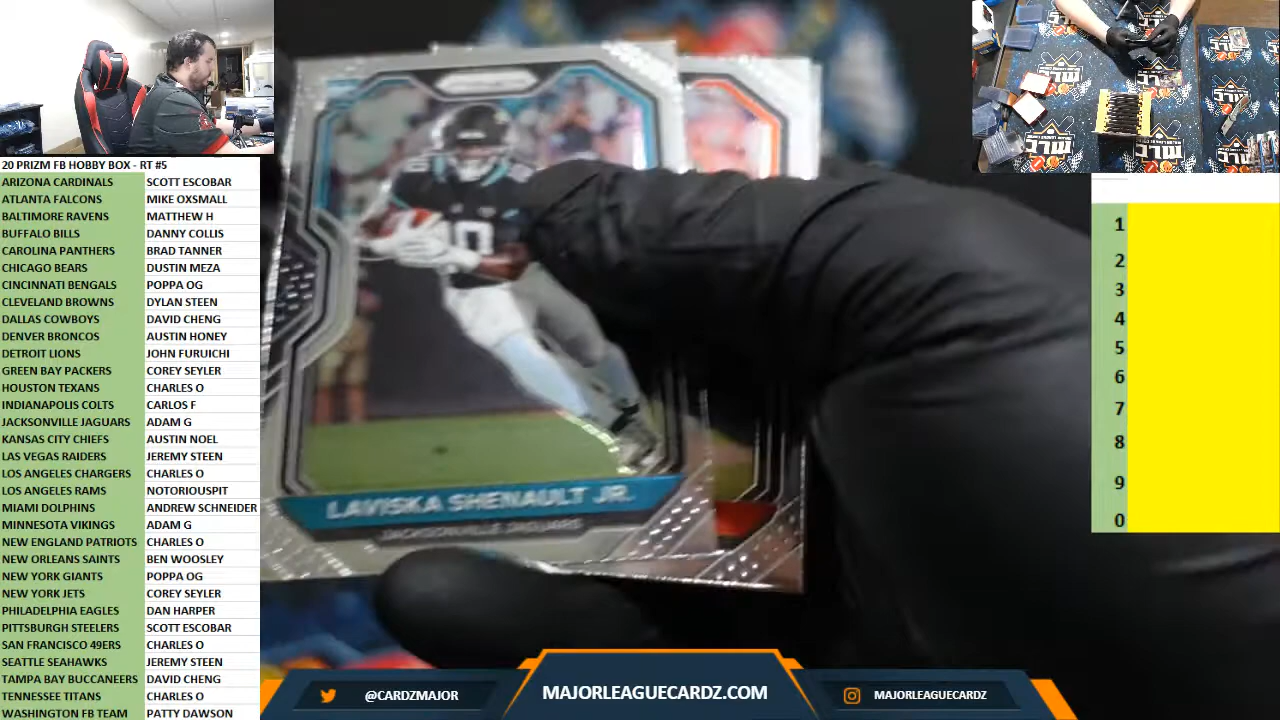 20 PRIZM FB HOBBY BOX - RT #5
ARIZONA CARDINALS SCOTT ESCOBAR
ATLANTA FALCONS MIKE OXSMALL
BALTIMORE RAVENS MATTHEW H
BUFFALO BILLS DANNY COLLIS
CAROLINA PANTHERS BRAD TANNER
CHICAGO BEARS DUSTIN MEZA
CINCINNATI BENGALS POPPA OG
CLEVELAND BROWNS DYLAN STEEN
DALLAS COWBOYS DAVID CHENG
DENVER BRONCOS AUSTIN HONEY
DETROIT LIONS JOHN FURUICHI
GREEN BAY PACKERS COREY SEYLER
HOUSTON TEXANS CHARLES O
INDIANAPOLIS COLTS CARLOS F
JACKSONVILLE JAGUARS ADAM G
KANSAS CITY CHIEFS AUSTIN NOEL
LAS VEGAS RAIDERS JEREMY STEEN
LOS ANGELES CHARGERS CHARLES O
LOS ANGELES RAMS NOTORIOUSPIT
MIAMI DOLPHINS ANDREW SCHNEIDER
MINNESOTA VIKINGS ADAM G
NEW ENGLAND PATRIOTS CHARLES O
NEW ORLEANS SAINTS BEN WOOSLEY
NEW YORK GIANTS POPPA OG
NEW YORK JETS COREY SEYLER
PHILADELPHIA EAGLES DAN HARPER
PITTSBURGH STEELERS SCOTT ESCOBAR
SAN FRANCISCO 49ERS CHARLES O
SEATTLE SEAHAWKS JEREMY STEEN
TAMPA BAY BUCCANEERS DAVID CHENG
TENNESSEE TITANS CHARLES O
WASHINGTON FB TEAM PATTY DAWSON
LAVISKA SHENAULT JR.
JACKSONVILLE JAGUARS
1
2
3
4
5
6
7
8
9
0
@CARDZMAJOR
MAJORLEAGUECARDZ.COM
MAJORLEAGUECARDZ